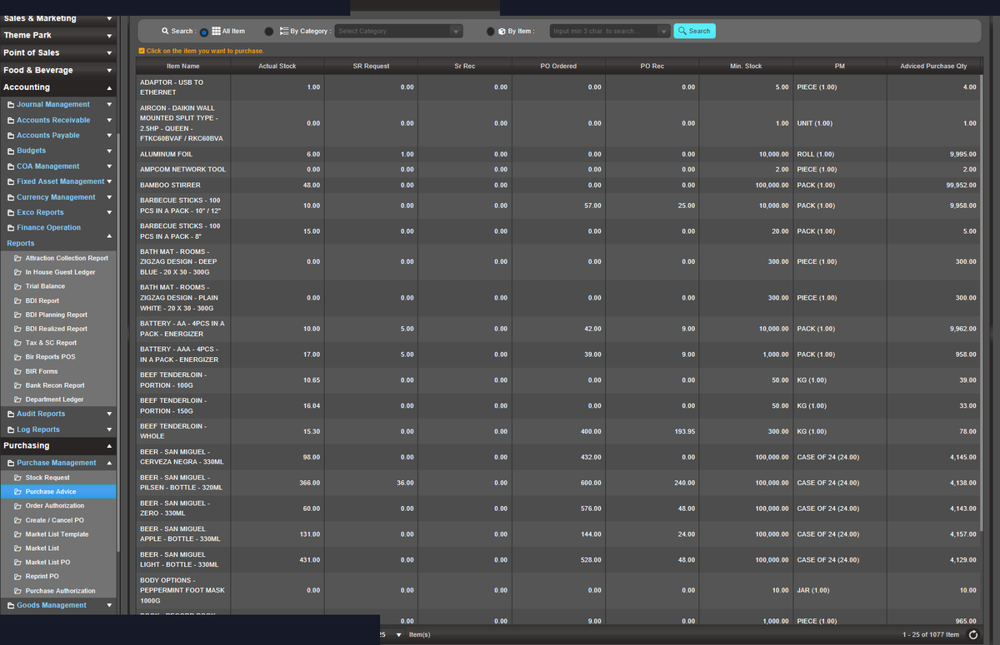 Sales & Marketing
Theme Park
Point of Sales
Food & Beverage
Accounting
Journal Management
Accounts Receivable
Accounts Payable
Budgets
COA Management
Fixed Asset Management
Currency Management
Exco Reports
Finance Operation
Reports
Attraction Collection Report
In House Guest Ledger
Trial Balance
BDI Report
BDI Planning Report
BDI Realized Report
Tax & SC Report
Bir Reports POS
BIR Forms
Bank Recon Report
Department Ledger
Audit Reports
Log Reports
Purchasing
Purchase Management
Stock Request
Purchase Advice
Order Authorization
Create / Cancel PO
Market List Template
Market List
Market List PO
Reprint PO
Purchase Authorization
Goods Management
Search : All Item By Category : Select Category By Item : Input min 3 char. to search... Search
Click on the item you want to purchase.
Item Name Actual Stock SR Request Sr Rec PO Ordered PO Rec Min. Stock PM Adviced Purchase Qty
ADAPTOR - USB TO
ETHERNET
1.00 0.00 0.00 0.00 0.00 5.00 PIECE (1.00) 4.00
AIRCON - DAIKIN WALL
MOUNTED SPLIT TYPE -
2.5HP - QUEEN -
FTKC60BVAF / RKC60BVA
0.00 0.00 0.00 0.00 0.00 1.00 UNIT (1.00) 1.00
ALUMINUM FOIL 6.00 1.00 0.00 0.00 0.00 10,000.00 ROLL (1.00) 9,995.00
AMPCOM NETWORK TOOL 0.00 0.00 0.00 0.00 0.00 2.00 PIECE (1.00) 2.00
BAMBOO STIRRER 48.00 0.00 0.00 0.00 0.00 100,000.00 PACK (1.00) 99,952.00
BARBECUE STICKS - 100
PCS IN A PACK - 10" / 12"
10.00 0.00 0.00 57.00 25.00 10,000.00 PACK (1.00) 9,958.00
BARBECUE STICKS - 100
PCS IN A PACK - 8"
15.00 0.00 0.00 0.00 0.00 20.00 PACK (1.00) 5.00
BATH MAT - ROOMS -
ZIGZAG DESIGN - DEEP
BLUE - 20 X 30 - 300G
0.00 0.00 0.00 0.00 0.00 300.00 PIECE (1.00) 300.00
BATH MAT - ROOMS -
ZIGZAG DESIGN - PLAIN
WHITE - 20 X 30 - 300G
0.00 0.00 0.00 0.00 0.00 300.00 PIECE (1.00) 300.00
BATTERY - AA - 4PCS IN A
PACK - ENERGIZER
10.00 5.00 0.00 42.00 9.00 10,000.00 PACK (1.00) 9,962.00
BATTERY - AAA - 4PCS -
IN A PACK - ENERGIZER
17.00 5.00 0.00 39.00 9.00 1,000.00 PACK (1.00) 958.00
BEEF TENDERLOIN -
PORTION - 100G
10.65 0.00 0.00 0.00 0.00 50.00 KG (1.00) 39.00
BEEF TENDERLOIN -
PORTION - 150G
16.04 0.00 0.00 0.00 0.00 50.00 KG (1.00) 33.00
BEEF TENDERLOIN -
WHOLE
15.30 0.00 0.00 400.00 193.95 300.00 KG (1.00) 78.00
BEER - SAN MIGUEL -
CERVEZA NEGRA - 330ML
98.00 0.00 0.00 432.00 0.00 100,000.00 CASE OF 24 (24.00) 4,145.00
BEER - SAN MIGUEL -
PILSEN - BOTTLE - 320ML
366.00 36.00 0.00 600.00 240.00 100,000.00 CASE OF 24 (24.00) 4,138.00
BEER - SAN MIGUEL -
ZERO - 330ML
60.00 0.00 0.00 576.00 48.00 100,000.00 CASE OF 24 (24.00) 4,143.00
BEER - SAN MIGUEL
APPLE - BOTTLE - 330ML
131.00 0.00 0.00 144.00 24.00 100,000.00 CASE OF 24 (24.00) 4,157.00
BEER - SAN MIGUEL
LIGHT - BOTTLE - 330ML
431.00 0.00 0.00 528.00 48.00 100,000.00 CASE OF 24 (24.00) 4,129.00
BODY OPTIONS -
PEPPERMINT FOOT MASK
1000G
0.00 0.00 0.00 0.00 0.00 10.00 JAR (1.00) 10.00
0.00 0.00 9.00 0.00 1,000.00 PIECE (1.00) 965.00
25 Item(s) 1 - 25 of 1077 Item